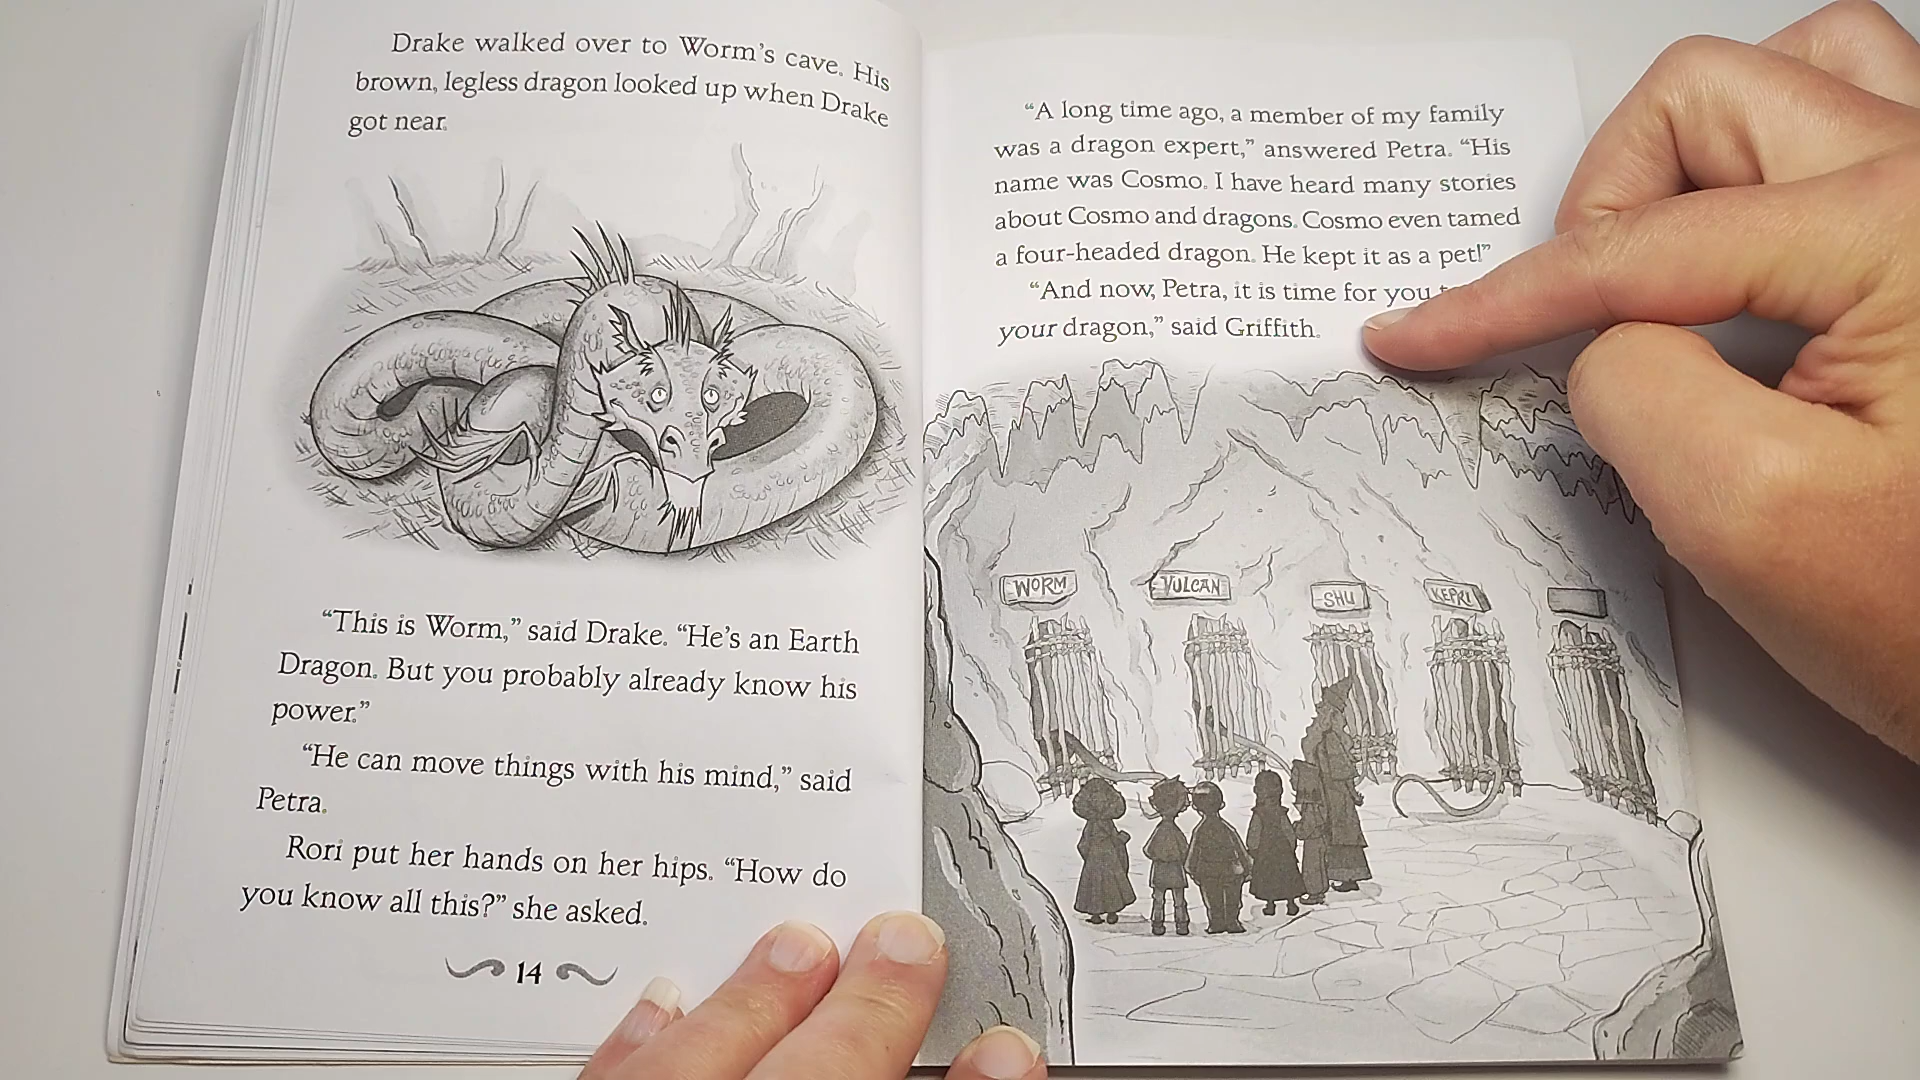 Drake walked over to Worm's cave. His
brown, legless dragon looked up when Drake
got near.
“This is Worm,” said Drake. “He's an Earth
Dragon. But you probably already know his
power.”
“He can move things with his mind,” said
Petra.
Rori put her hands on her hips. “How do
you know all this?” she asked.
14
“A long time ago, a member of my family
was a dragon expert,” answered Petra. “His
name was Cosmo. I have heard many stories
about Cosmo and dragons. Cosmo even tamed
a four-headed dragon. He kept it as a pet!”
“And now, Petra, it is time for you
your dragon,” said Griffith.
WORM
VULCAN
SHU
KEPRI